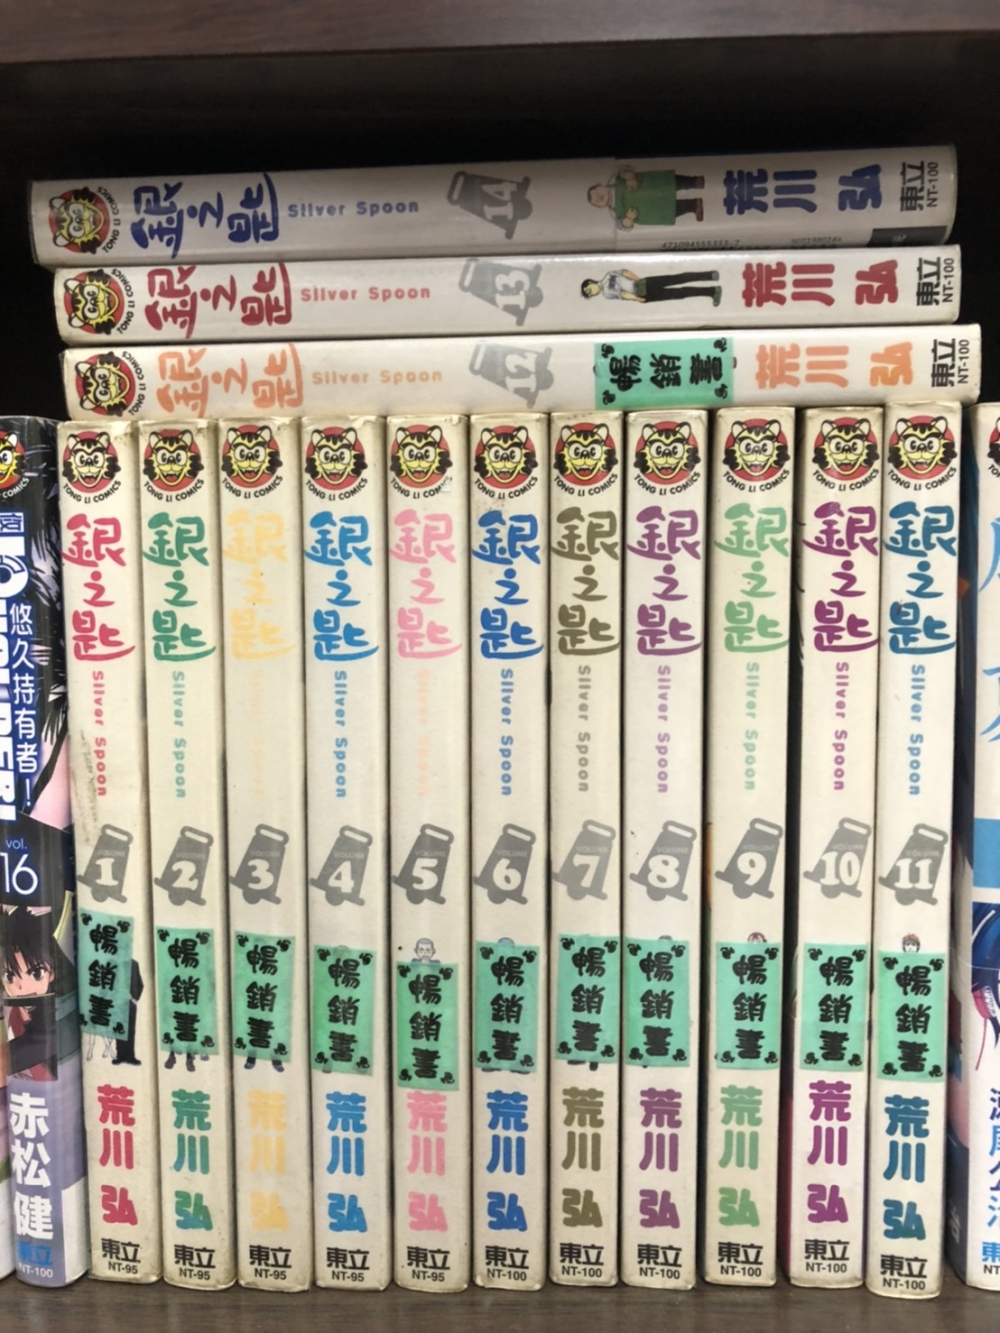 TONG LI COMICS
銀之匙 Silver Spoon 14 荒川弘 東立 NT-100
471094555333-7
TONG LI COMICS
銀之匙 Silver Spoon 13 荒川弘 東立 NT-100
TONG LI COMICS
銀之匙 Silver Spoon 12 暢銷書 荒川弘 東立 NT-100
悠久持有者!
vol.
16
赤松健
東立
NT-100
TONG LI COMICS
銀之匙
Silver Spoon
1
暢銷書
荒川弘
東立
NT-95
TONG LI COMICS
銀之匙
Silver Spoon
2
暢銷書
荒川弘
東立
NT-95
TONG LI COMICS
銀之匙
Silver Spoon
3
暢銷書
荒川弘
東立
NT-95
TONG LI COMICS
銀之匙
Silver Spoon
4
暢銷書
荒川弘
東立
NT-95
TONG LI COMICS
銀之匙
Silver Spoon
5
暢銷書
荒川弘
東立
NT-95
TONG LI COMICS
銀之匙
Silver Spoon
6
暢銷書
荒川弘
東立
NT-100
TONG LI COMICS
銀之匙
Silver Spoon
VOLUME
7
暢銷書
荒川弘
東立
NT-100
TONG LI COMICS
銀之匙
Silver Spoon
VOLUME
8
暢銷書
荒川弘
東立
NT-100
TONG LI COMICS
銀之匙
Silver Spoon
VOLUME
9
暢銷書
荒川弘
東立
NT-100
TONG LI COMICS
銀之匙
Silver Spoon
VOLUME
10
暢銷書
荒川弘
東立
NT-100
TONG LI COMICS
銀之匙
Silver Spoon
VOLUME
11
暢銷書
荒川弘
東立
NT-100